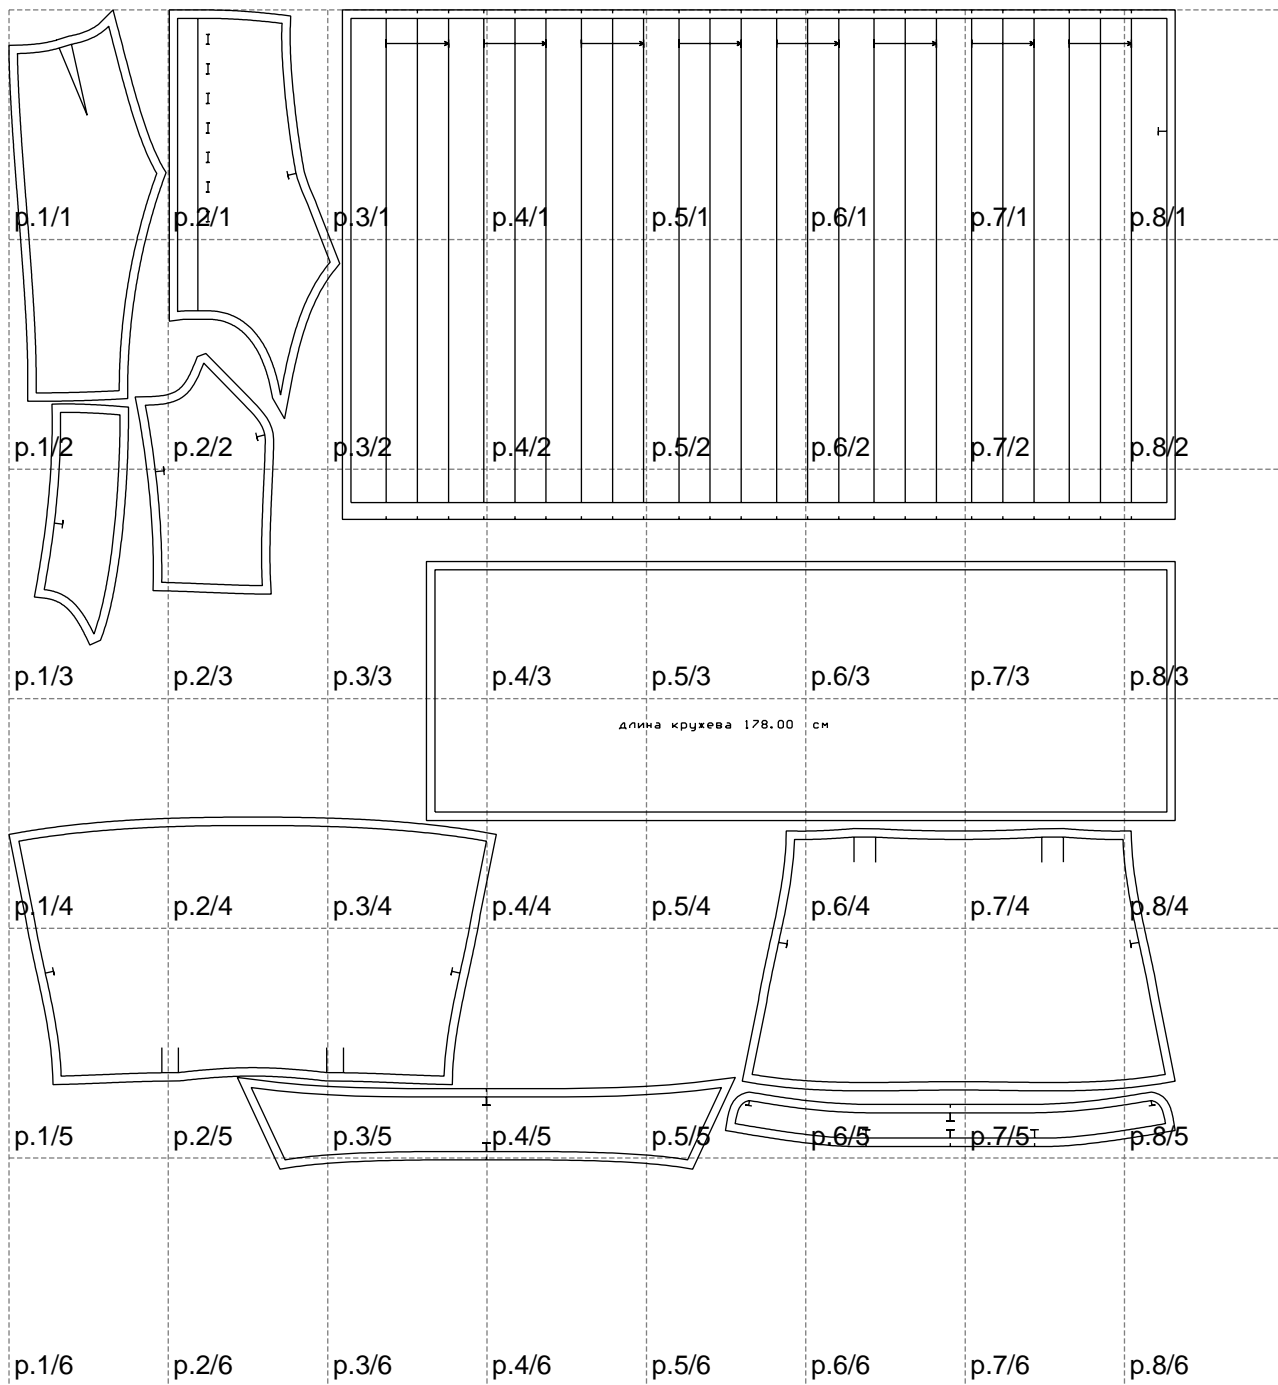 p.1/1 p.2/1 p.3/1 p.4/1 p.5/1 p.6/1 p.7/1 p.8/1
p.1/2 p.2/2 p.3/2 p.4/2 p.5/2 p.6/2 p.7/2 p.8/2
p.1/3 p.2/3 p.3/3 p.4/3 p.5/3 p.6/3 p.7/3 p.8/3
длина кружева 178.00 см
p.1/4 p.2/4 p.3/4 p.4/4 p.5/4 p.6/4 p.7/4 p.8/4
p.1/5 p.2/5 p.3/5 p.4/5 p.5/5 p.6/5 p.7/5 p.8/5
p.1/6 p.2/6 p.3/6 p.4/6 p.5/6 p.6/6 p.7/6 p.8/6